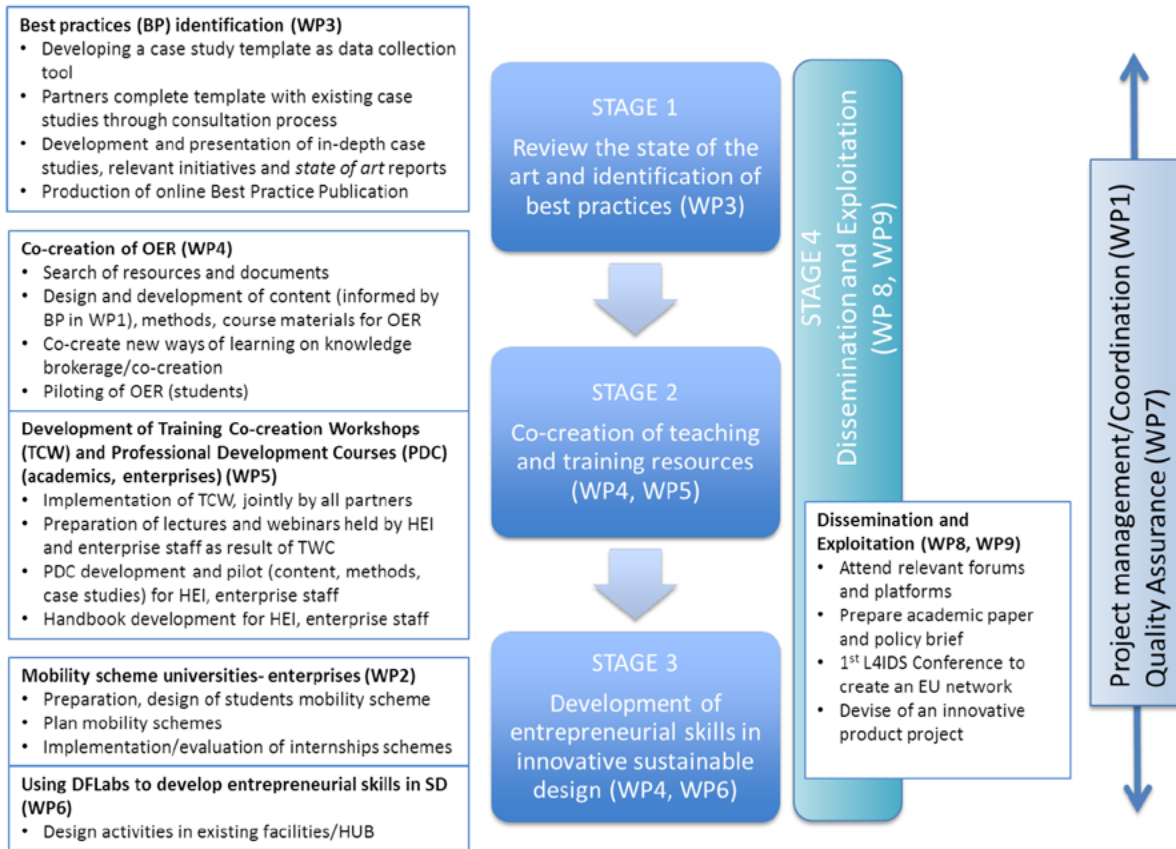 Best practices (BP) identification (WP3)
• Developing a case study template as data collection
tool
• Partners complete template with existing case
studies through consultation process
• Development and presentation of in-depth case
studies, relevant initiatives and state of art reports
• Production of online Best Practice Publication
Co-creation of OER (WP4)
• Search of resources and documents
• Design and development of content (informed by
BP in WP1), methods, course materials for OER
• Co-create new ways of learning on knowledge
brokerage/co-creation
• Piloting of OER (students)
Development of Training Co-creation Workshops
(TCW) and Professional Development Courses (PDC)
(academics, enterprises) (WP5)
• Implementation of TCW, jointly by all partners
• Preparation of lectures and webinars held by HEI
and enterprise staff as result of TWC
• PDC development and pilot (content, methods,
case studies) for HEI, enterprise staff
• Handbook development for HEI, enterprise staff
Mobility scheme universities- enterprises (WP2)
• Preparation, design of students mobility scheme
• Plan mobility schemes
• Implementation/evaluation of internships schemes
Using DFLabs to develop entrepreneurial skills in SD
(WP6)
• Design activities in existing facilities/HUB
STAGE 1
Review the state of the
art and identification of
best practices (WP3)
STAGE 2
Co-creation of teaching
and training resources
(WP4, WP5)
STAGE 3
Development of
entrepreneurial skills in
innovative sustainable
design (WP4, WP6)
STAGE 4
Dissemination and Exploitation
(WP 8, WP9)
Dissemination and
Exploitation (WP8, WP9)
• Attend relevant forums
and platforms
• Prepare academic paper
and policy brief
• 1st L4IDS Conference to
create an EU network
• Devise of an innovative
product project
Project management/Coordination (WP1)
Quality Assurance (WP7)